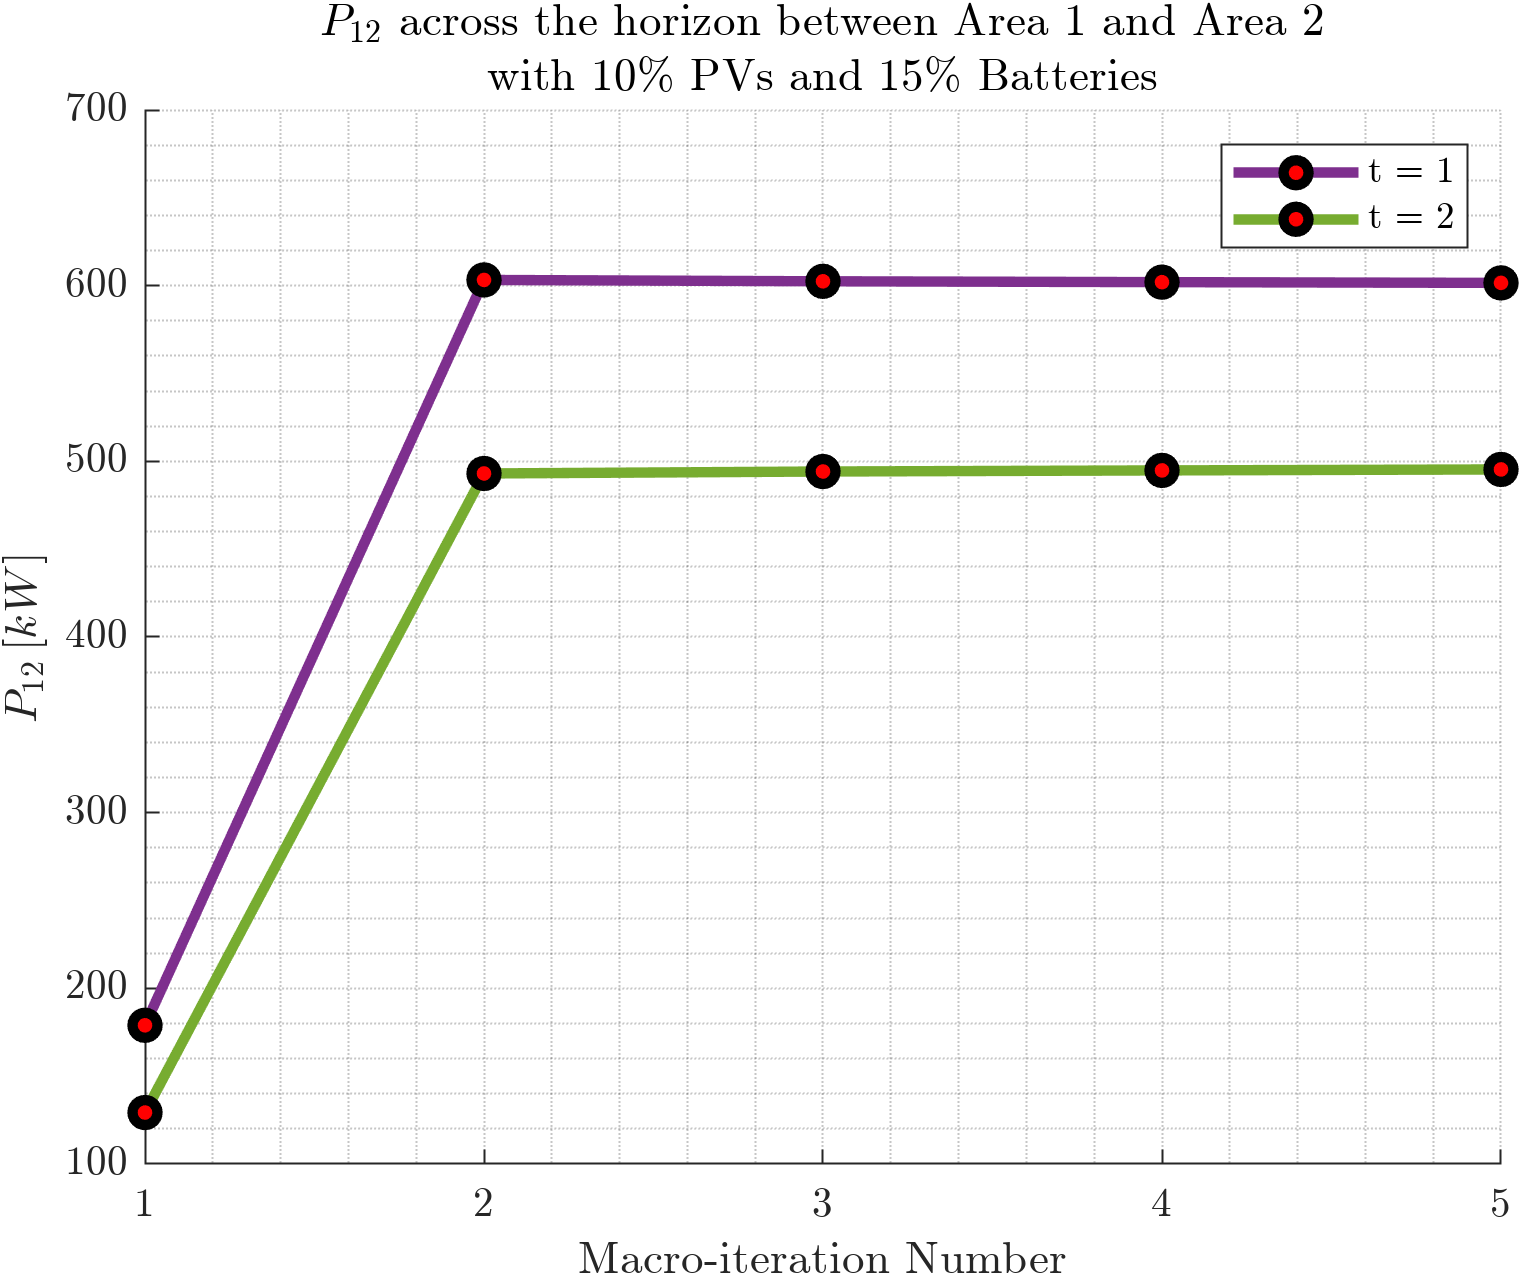 P₁₂ across the horizon between Area 1 and Area 2
with 10% PVs and 15% Batteries
700
600
500
400
300
200
100
P₁₂ [kW]
t = 1
t = 2
1 2 3 4 5
Macro-iteration Number